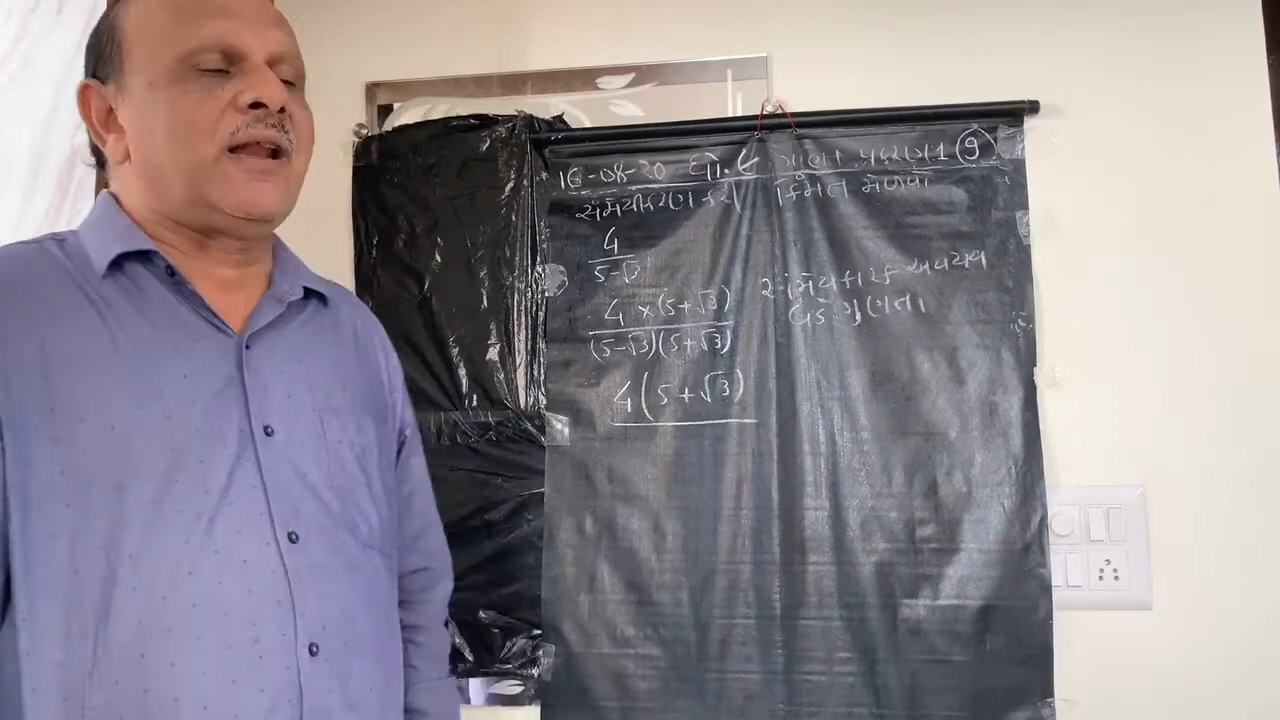 16-08-20 ધો. ૯ ગણિત પ્રકરણ 1 (9)
સંમેયીકરણ કરો કિંમત મેળવો
4
5-√3
4 ×(5+√3)
(5-√3)(5+√3)
સંમેયકારક અવયવ
વડે ગુણતા
4(5+√3)